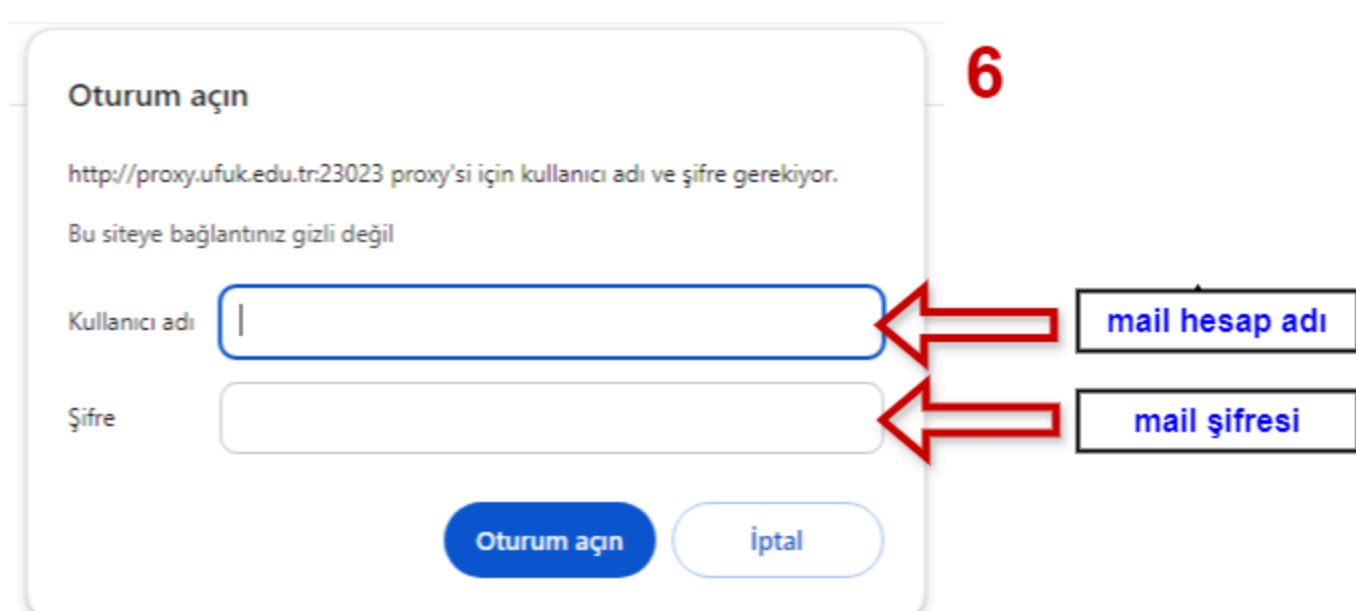 6
Oturum açın
http://proxy.ufuk.edu.tr:23023 proxy'si için kullanıcı adı ve şifre gerekiyor.
Bu siteye bağlantınız gizli değil
Kullanıcı adı
mail hesap adı
Şifre
mail şifresi
Oturum açın
İptal